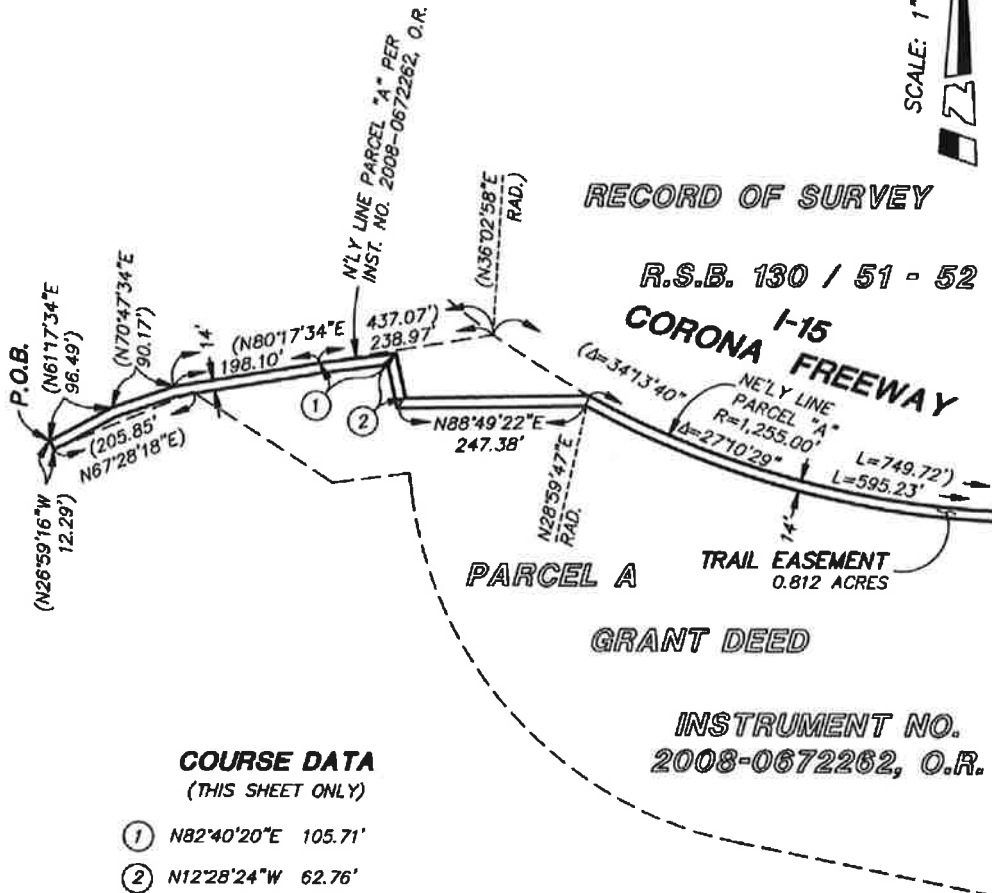 SCALE: 1"
N'LY LINE PARCEL "A" PER
INST. NO. 2008-0672262, O.R.
(N36°02'58"E
RAD.)
RECORD OF SURVEY
R.S.B. 130 / 51 - 52
I-15
CORONA FREEWAY
P.O.B.
(N61°17'34"E
96.49')
(N70°47'34"E
90.17')
14'
(N80°17'34"E
437.07')
198.10'
238.97'
1
2
(205.85'
N67°28'18"E)
(N26°59'16"W
12.29')
N88°49'22"E
247.38'
N28°59'47"E
RAD.
(Δ=34°13'40"
NE'LY LINE
PARCEL "A"
R=1,255.00'
Δ=27°10'29"
L=749.72')
L=595.23'
14'
TRAIL EASEMENT
0.812 ACRES
PARCEL A
GRANT DEED
INSTRUMENT NO.
2008-0672262, O.R.
COURSE DATA
(THIS SHEET ONLY)
1 N82°40'20"E 105.71'
2 N12°28'24"W 62.76'